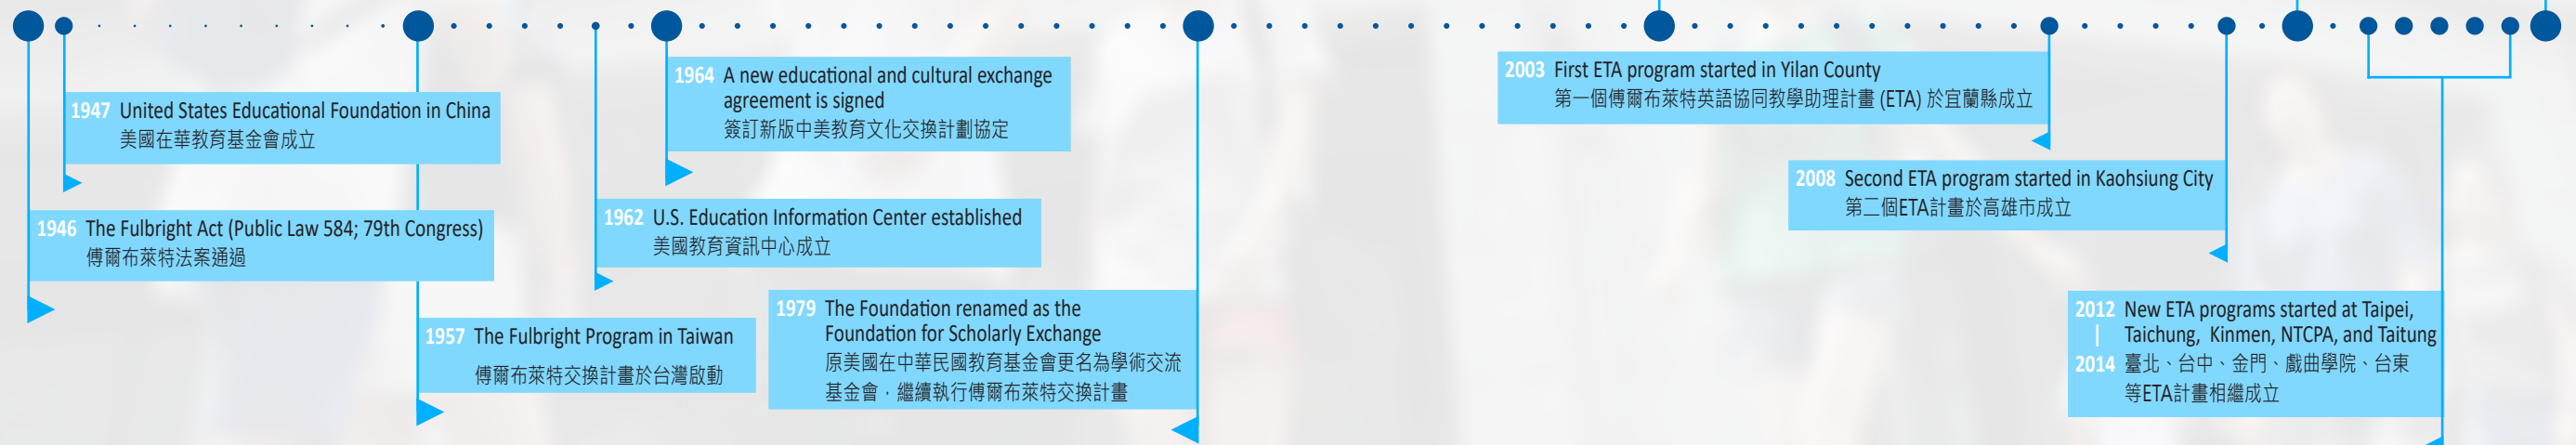 1947 United States Educational Foundation in China
美國在華教育基金會成立
1946 The Fulbright Act (Public Law 584; 79th Congress)
傅爾布萊特法案通過
1957 The Fulbright Program in Taiwan
傅爾布萊特交換計畫於台灣啟動
1964 A new educational and cultural exchange
agreement is signed
簽訂新版中美教育文化交換計劃協定
1962 U.S. Education Information Center established
美國教育資訊中心成立
1979 The Foundation renamed as the
Foundation for Scholarly Exchange
原美國在中華民國教育基金會更名為學術交流
基金會，繼續執行傅爾布萊特交換計畫
2003 First ETA program started in Yilan County
第一個傅爾布萊特英語協同教學助理計畫 (ETA) 於宜蘭縣成立
2008 Second ETA program started in Kaohsiung City
第二個ETA計畫於高雄市成立
2012 New ETA programs started at Taipei,
| Taichung, Kinmen, NTCPA, and Taitung
2014 臺北、台中、金門、戲曲學院、台東
等ETA計畫相繼成立